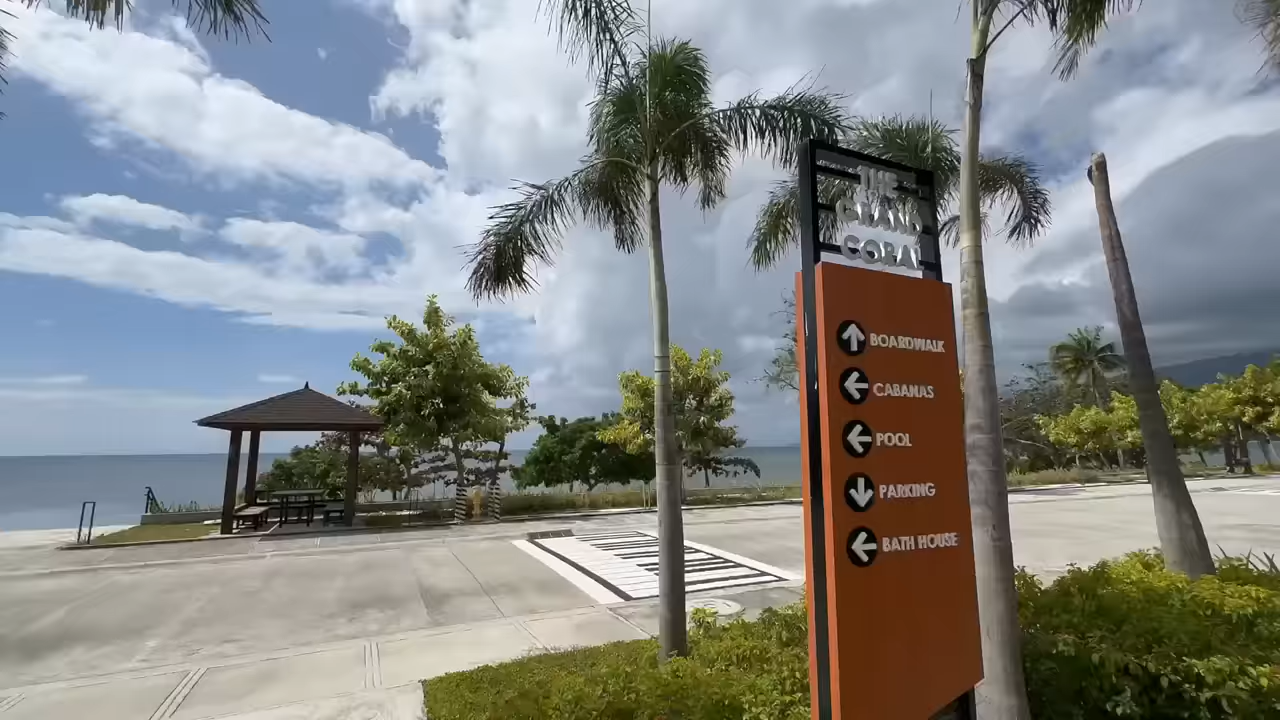 THE
GRAND
CORAL
BOARDWALK
CABANAS
POOL
PARKING
BATH HOUSE